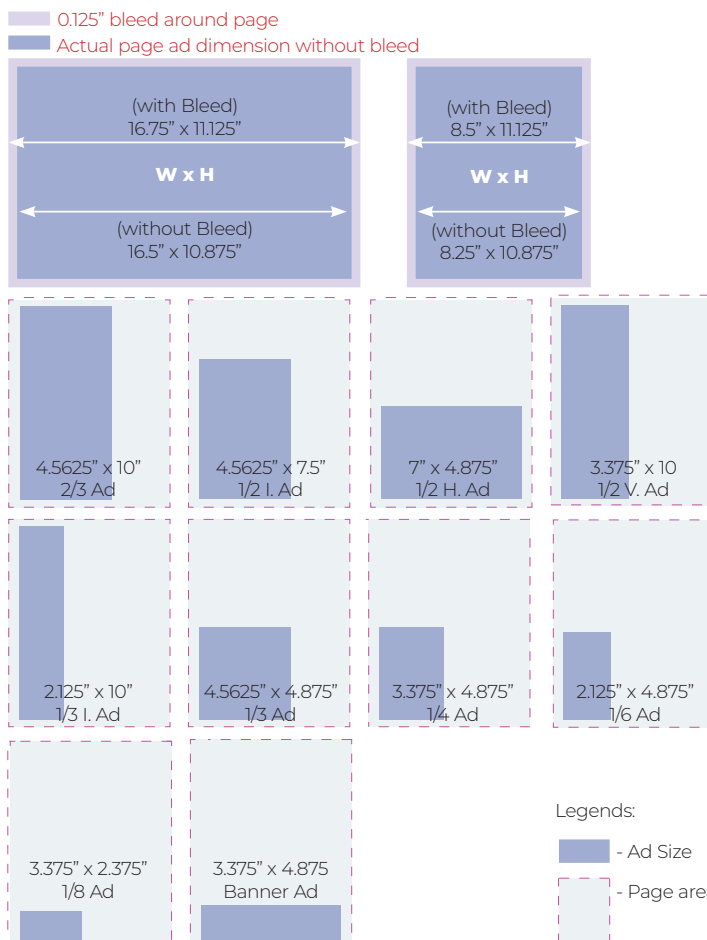 0.125” bleed around page
Actual page ad dimension without bleed
(with Bleed)
16.75” x 11.125”
W x H
(without Bleed)
16.5” x 10.875”
(with Bleed)
8.5” x 11.125”
W x H
(without Bleed)
8.25” x 10.875”
4.5625” x 10”
2/3 Ad
4.5625” x 7.5”
1/2 I. Ad
7” x 4.875”
1/2 H. Ad
3.375” x 10
1/2 V. Ad
2.125” x 10”
1/3 I. Ad
4.5625” x 4.875”
1/3 Ad
3.375” x 4.875”
1/4 Ad
2.125” x 4.875”
1/6 Ad
3.375” x 2.375”
1/8 Ad
3.375” x 4.875
Banner Ad
Legends:
- Ad Size
- Page area